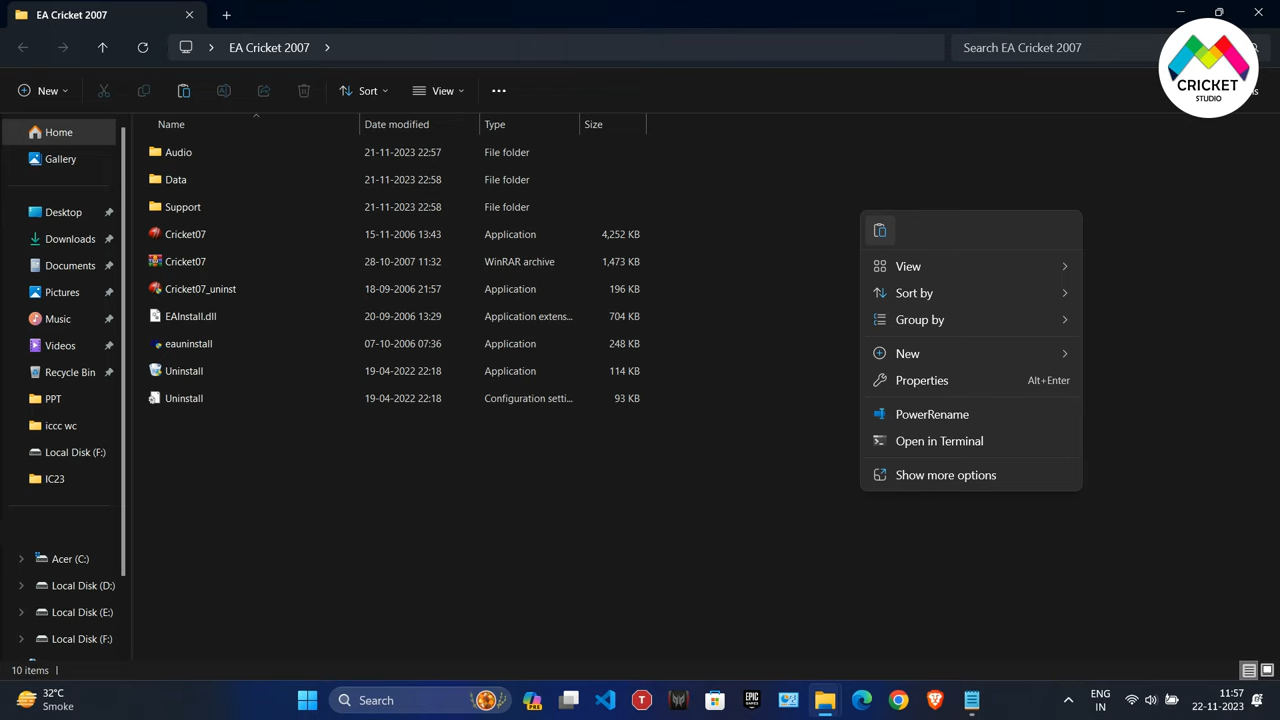 EA Cricket 2007
EA Cricket 2007
Search EA Cricket 2007
CRICKET
STUDIO
New
Sort
View
Name Date modified Type Size
Home
Gallery
Desktop
Downloads
Documents
Pictures
Music
Videos
Recycle Bin
PPT
iccc wc
Local Disk (F:)
IC23
Acer (C:)
Local Disk (D:)
Local Disk (E:)
Local Disk (F:)
Audio 21-11-2023 22:57 File folder
Data 21-11-2023 22:58 File folder
Support 21-11-2023 22:58 File folder
Cricket07 15-11-2006 13:43 Application 4,252 KB
Cricket07 28-10-2007 11:32 WinRAR archive 1,473 KB
Cricket07_uninst 18-09-2006 21:57 Application 196 KB
EAInstall.dll 20-09-2006 13:29 Application extens... 704 KB
eauninstall 07-10-2006 07:36 Application 248 KB
Uninstall 19-04-2022 22:18 Application 114 KB
Uninstall 19-04-2022 22:18 Configuration setti... 93 KB
View
Sort by
Group by
New
Properties Alt+Enter
PowerRename
Open in Terminal
Show more options
10 items
32°C
Smoke
Search
PRE
T
EPIC
GAMES
ENG
IN
11:57
22-11-2023